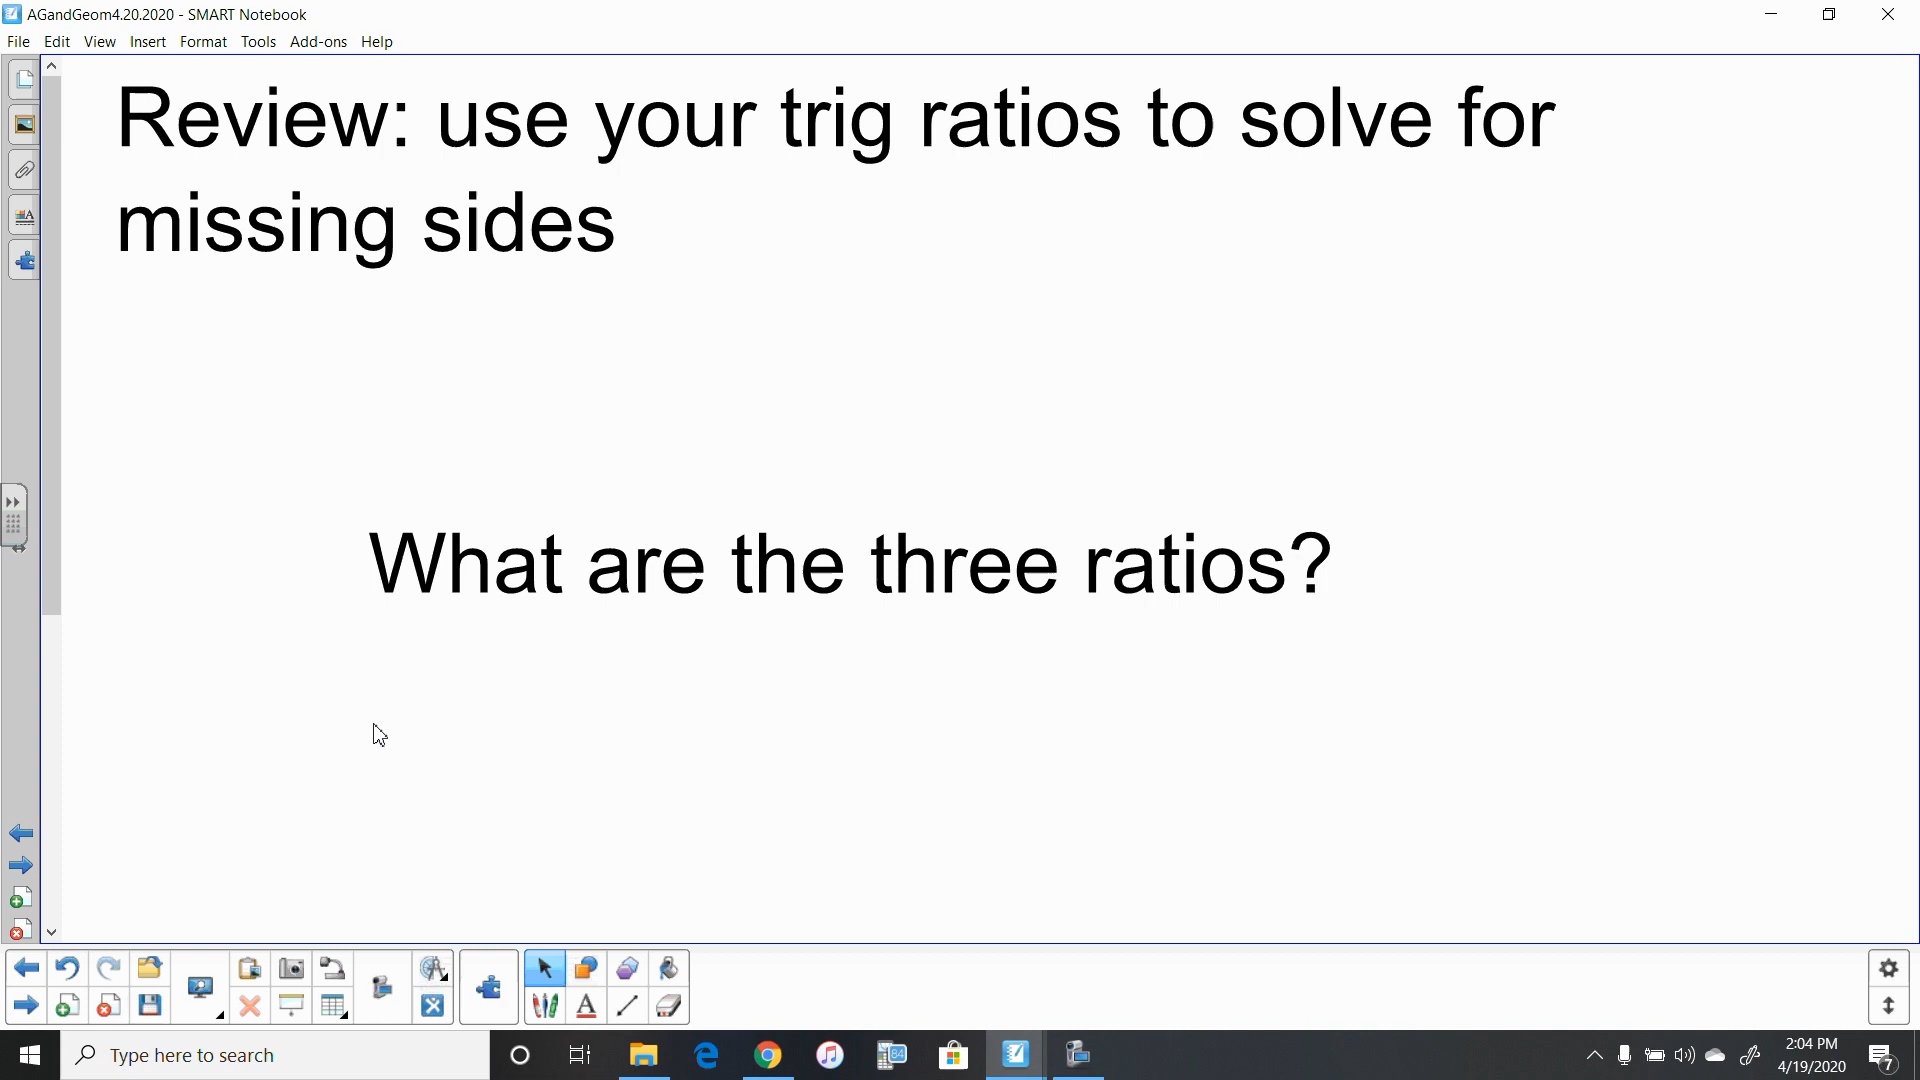 AGandGeom4.20.2020 - SMART Notebook
File Edit View Insert Format Tools Add-ons Help
Review: use your trig ratios to solve for
missing sides
What are the three ratios?
Type here to search
84
2:04 PM
4/19/2020
7